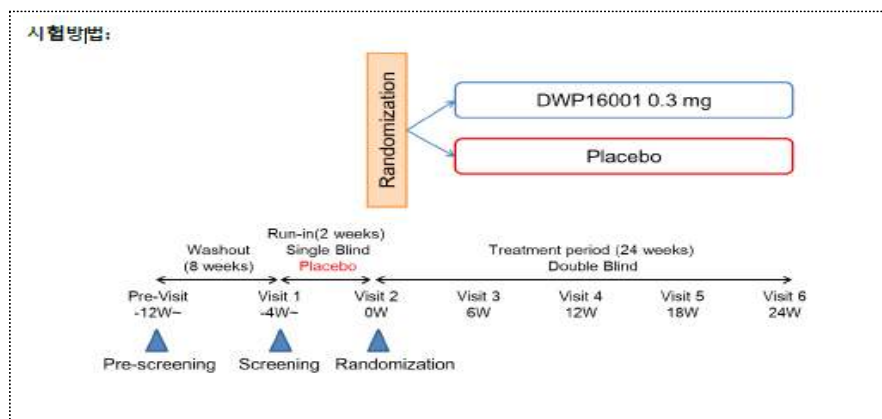 시험방법:
Randomization
DWP16001 0.3 mg
Placebo
Run-in(2 weeks)
Washout Single Blind Treatment period (24 weeks)
(8 weeks) Placebo Double Blind
Pre-Visit Visit 1 Visit 2 Visit 3 Visit 4 Visit 5 Visit 6
-12W~ -4W~ 0W 6W 12W 18W 24W
Pre-screening Screening Randomization